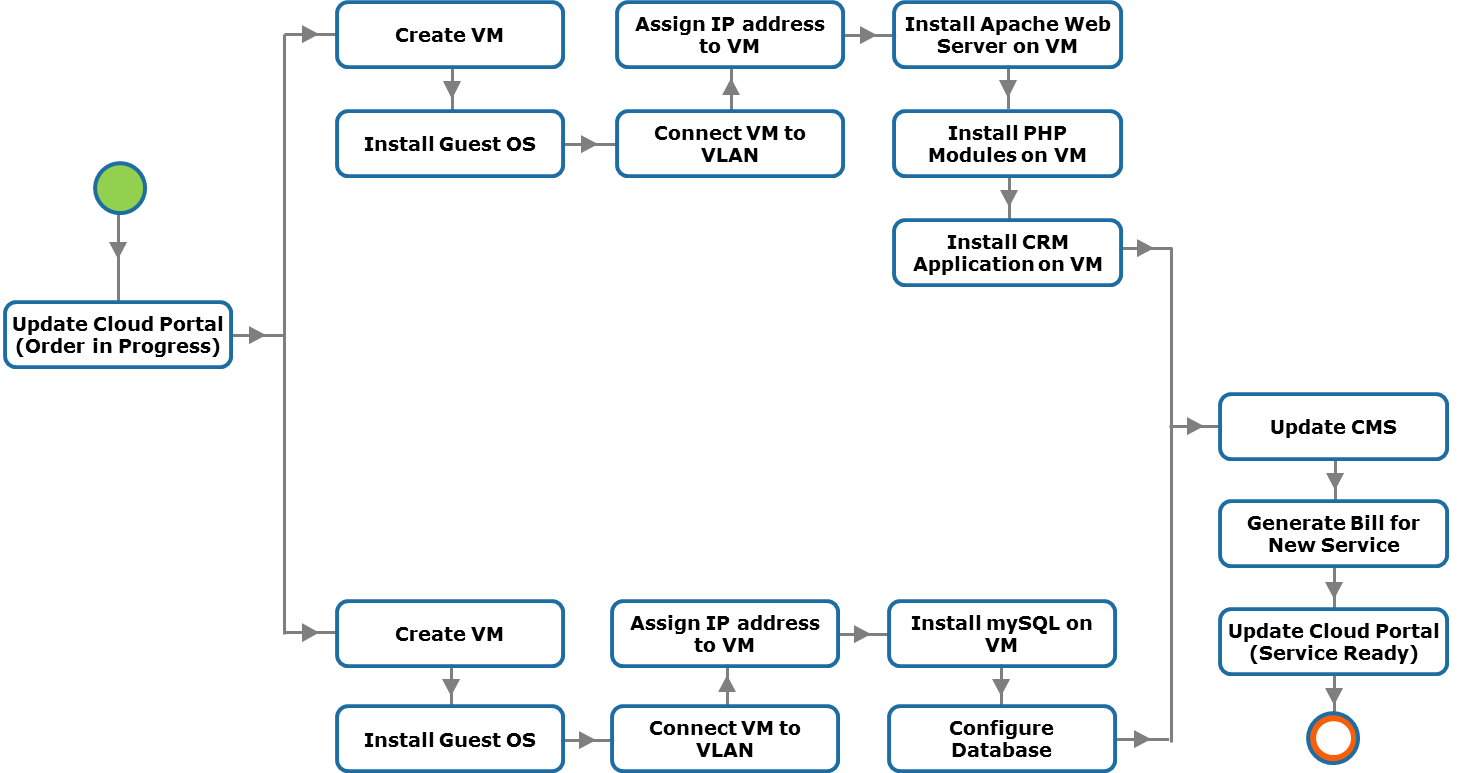 Update Cloud Portal
(Order in Progress)
Create VM
Install Guest OS
Connect VM to
VLAN
Assign IP address
to VM
Install Apache Web
Server on VM
Install PHP
Modules on VM
Install CRM
Application on VM
Create VM
Install Guest OS
Connect VM to
VLAN
Assign IP address
to VM
Install mySQL on
VM
Configure
Database
Update CMS
Generate Bill for
New Service
Update Cloud Portal
(Service Ready)